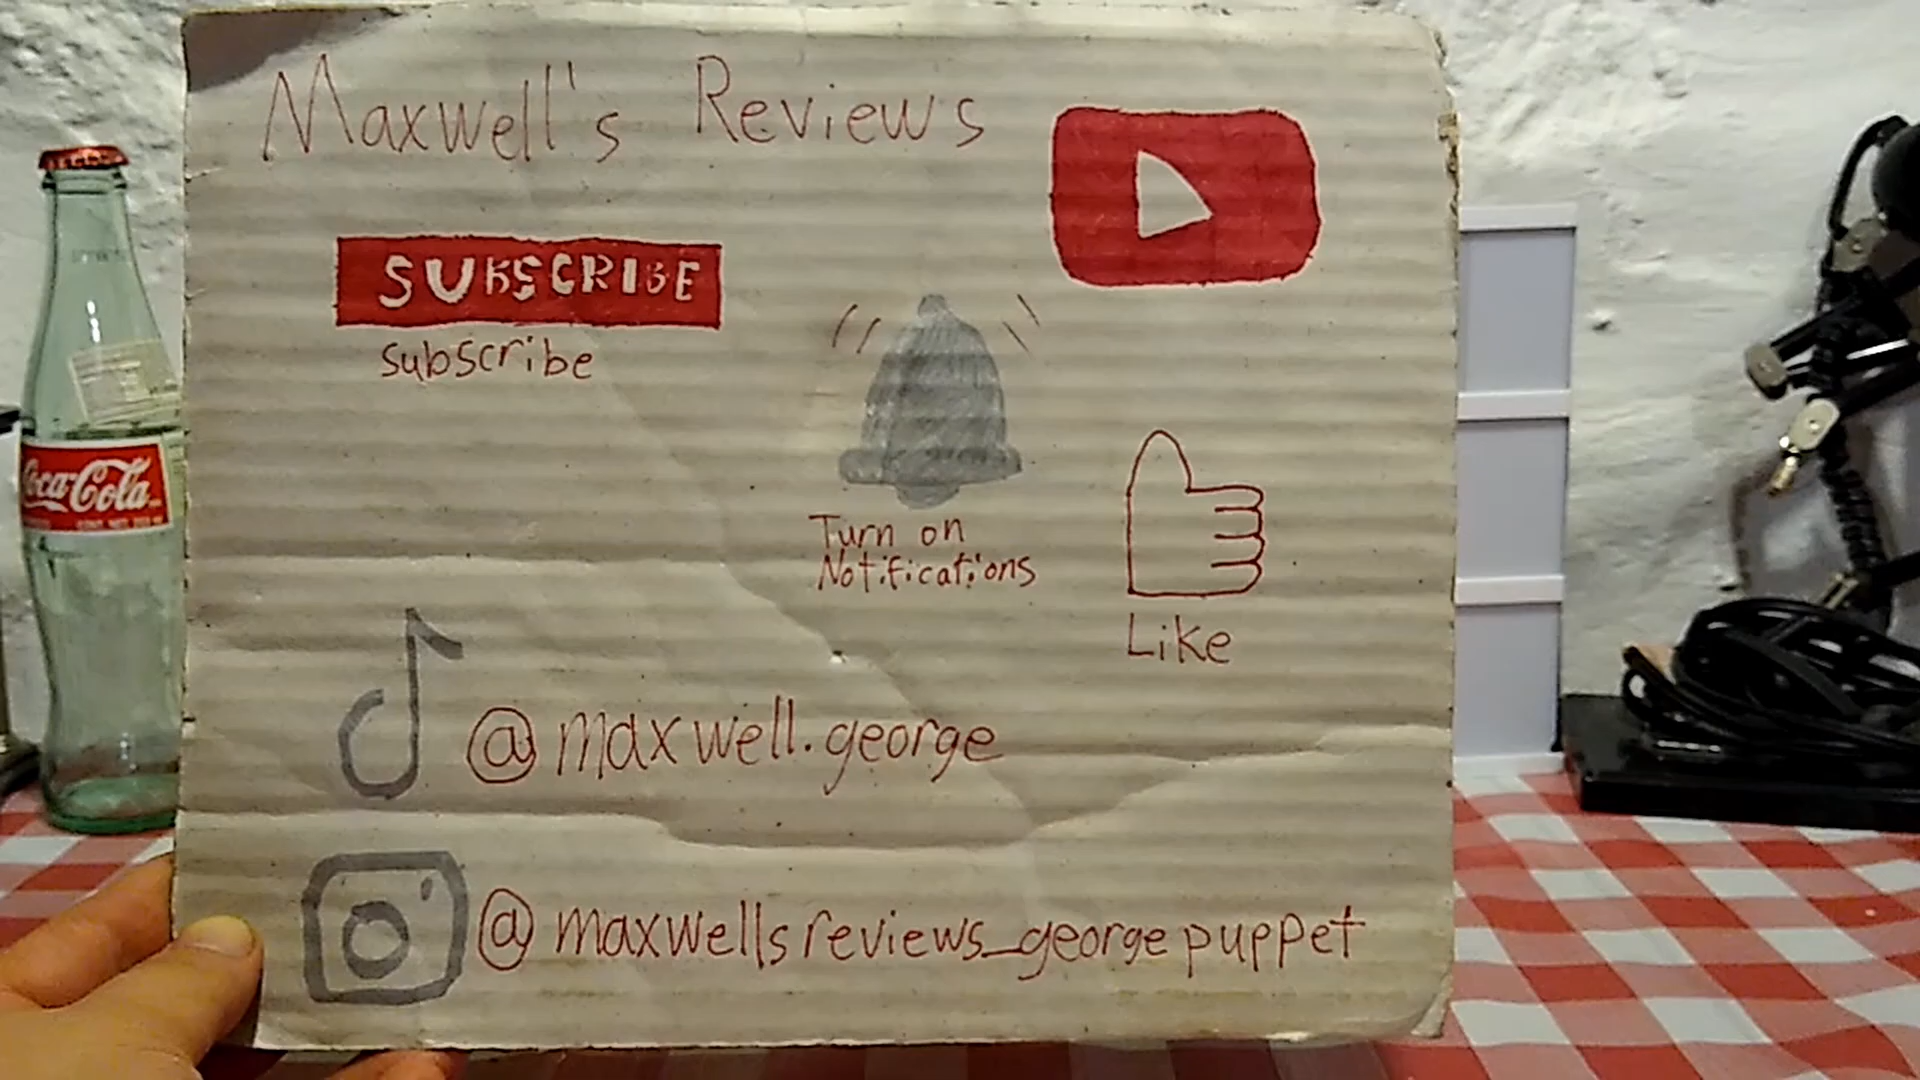 Maxwell's Reviews
SUBSCRIBE
subscribe
Turn on
Notifications
Like
@maxwell.george
@maxwellsreviews_georgepuppet
Coca-Cola